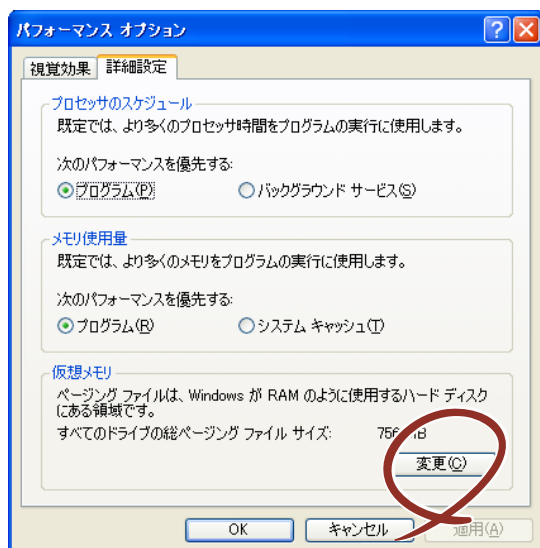 パフォーマンス オプション
視覚効果 詳細設定
プロセッサのスケジュール
既定では、より多くのプロセッサ時間をプログラムの実行に使用します。
次のパフォーマンスを優先する:
プログラム(P) バックグラウンド サービス(S)
メモリ使用量
既定では、より多くのメモリをプログラムの実行に使用します。
次のパフォーマンスを優先する:
プログラム(R) システム キャッシュ(T)
仮想メモリ
ページング ファイルは、Windows が RAM のように使用するハード ディスク
にある領域です。
すべてのドライブの総ページング ファイル サイズ:
変更(C)
OK キャンセル 適用(A)